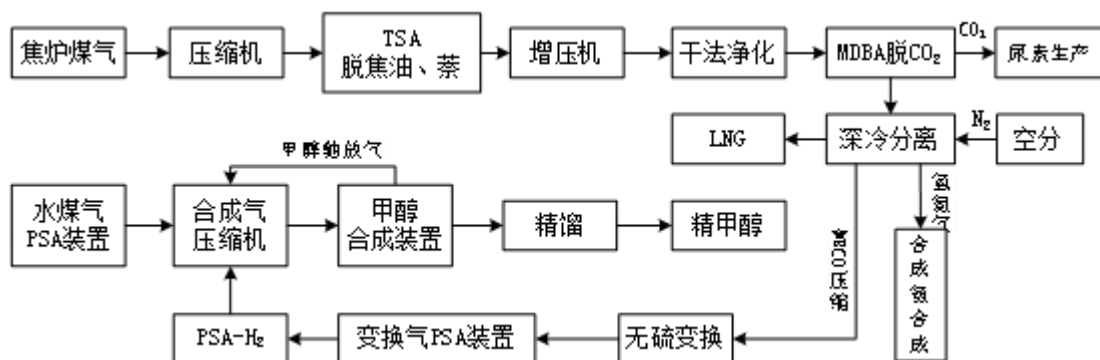 焦炉煤气
压缩机
TSA
脱焦油、萘
增压机
干法净化
MDBA脱CO₂
CO₂
尿素生产
LNG
深冷分离
N₂
空分
甲醇弛放气
水煤气
PSA装置
合成气
压缩机
甲醇
合成装置
精馏
精甲醇
氢氮气
合成氨合成
PSA-H₂
变换气PSA装置
无硫变换